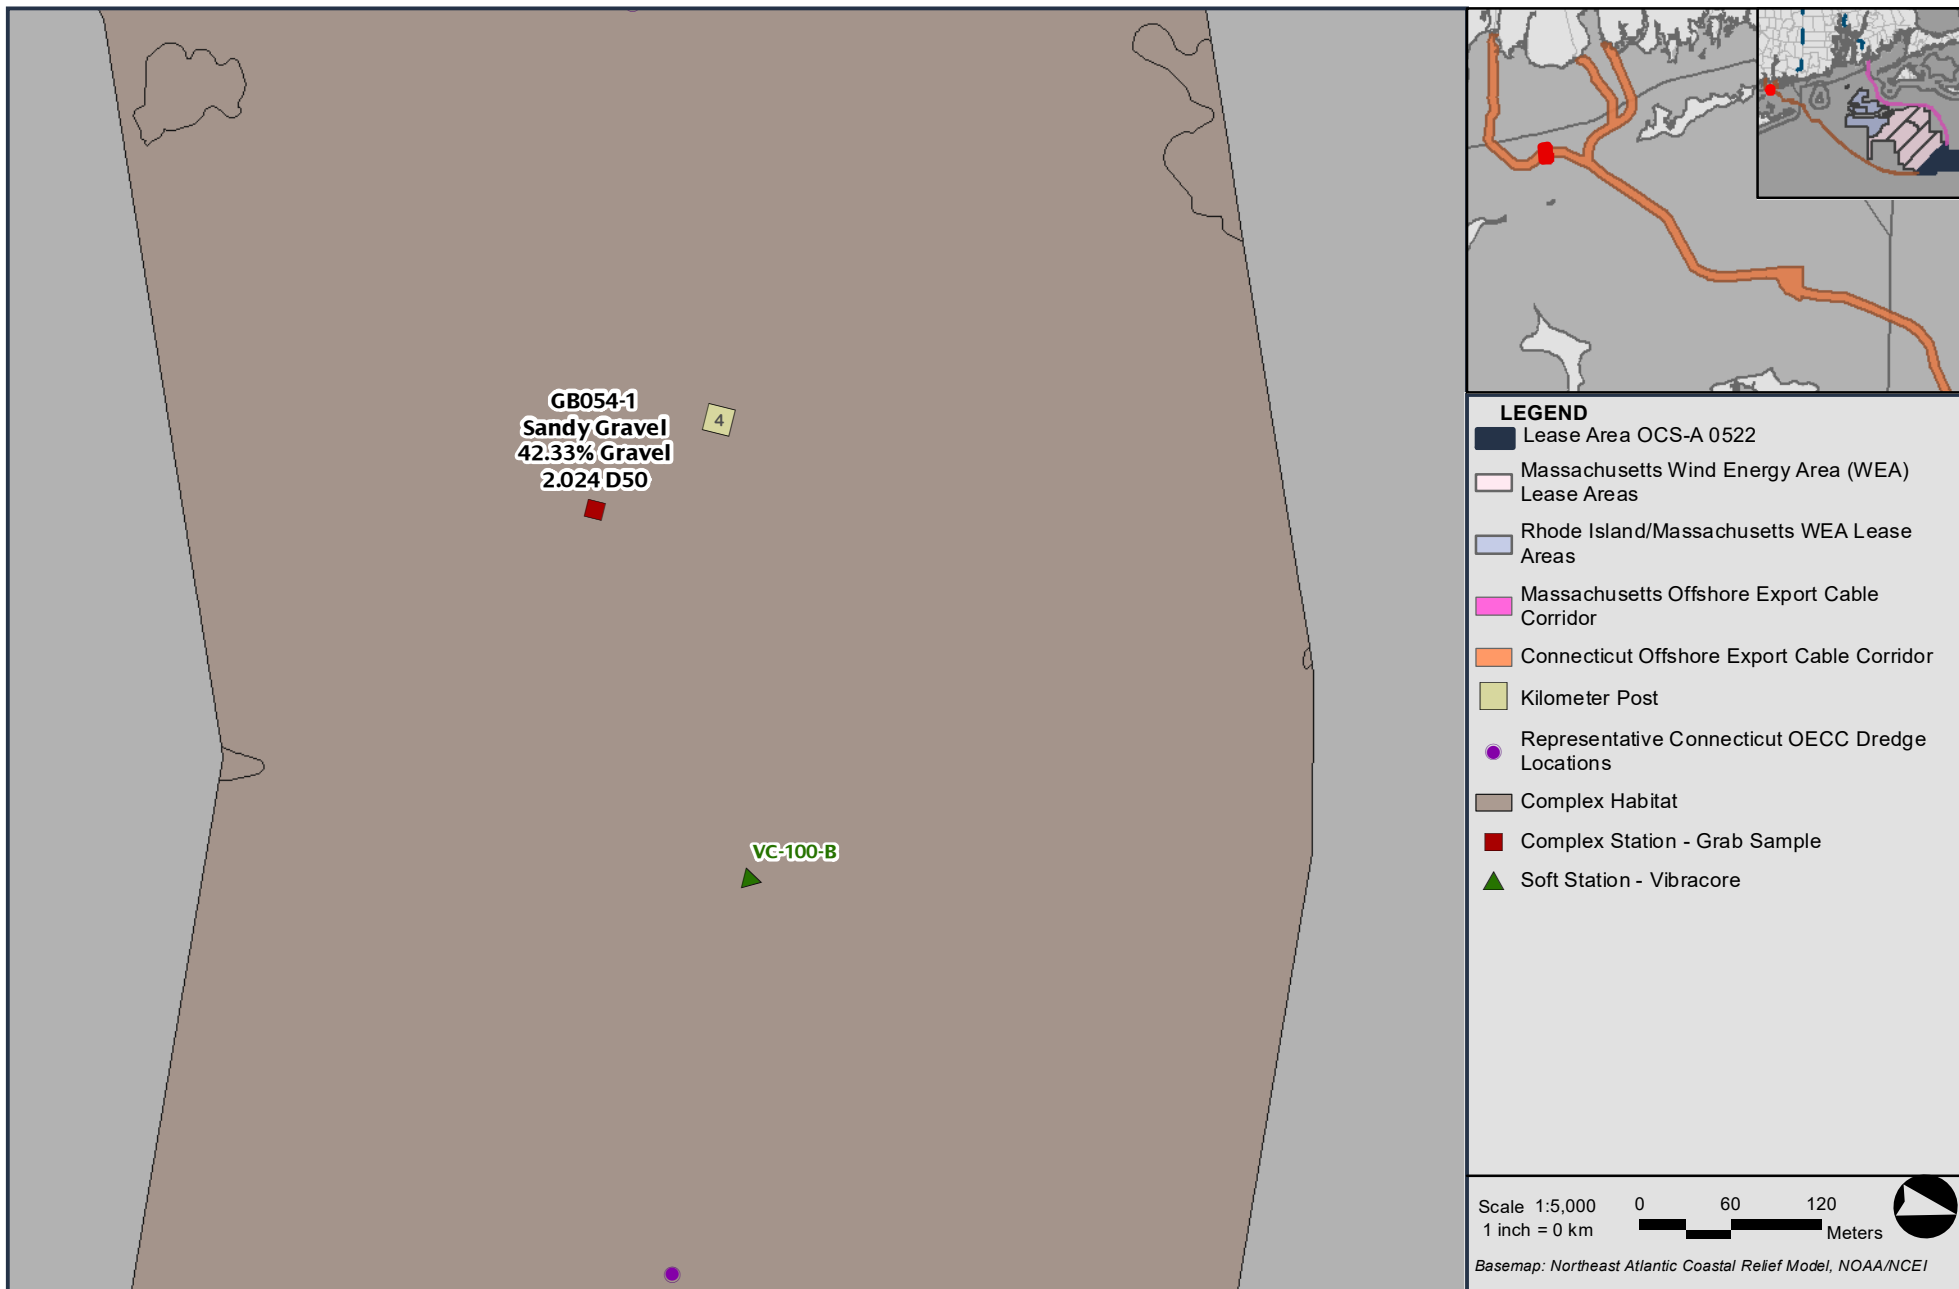 GB054-1
Sandy Gravel
42.33% Gravel
2.024 D50
4
VC-100-B
LEGEND
Lease Area OCS-A 0522
Massachusetts Wind Energy Area (WEA)
Lease Areas
Rhode Island/Massachusetts WEA Lease
Areas
Massachusetts Offshore Export Cable
Corridor
Connecticut Offshore Export Cable Corridor
Kilometer Post
Representative Connecticut OECC Dredge
Locations
Complex Habitat
Complex Station - Grab Sample
Soft Station - Vibracore
Scale 1:5,000
1 inch = 0 km
0 60 120
Meters
Basemap: Northeast Atlantic Coastal Relief Model, NOAA/NCEI